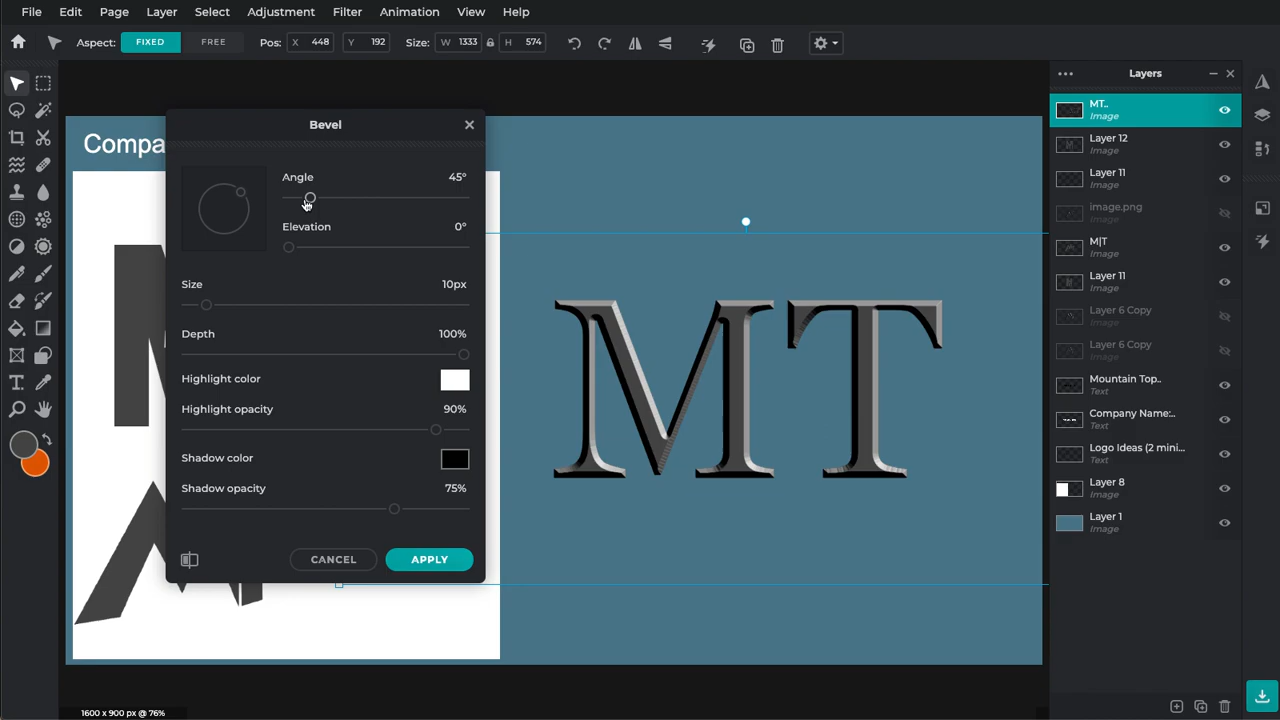 File Edit Page Layer Select Adjustment Filter Animation View Help
Aspect: FIXED FREE Pos: X 448 Y 192 Size: W 1333 H 574
Layers
MT..
Image
Layer 12
Image
Layer 11
Image
image.png
Image
M|T
Image
Layer 11
Image
Layer 6 Copy
Image
Layer 6 Copy
Image
Mountain Top..
Text
Company Name:..
Text
Logo Ideas (2 mini...
Text
Layer 8
Image
Layer 1
Image
Compa
Bevel
Angle 45°
Elevation 0°
Size 10px
Depth 100%
Highlight color
Highlight opacity 90%
Shadow color
Shadow opacity 75%
CANCEL APPLY
MT
1600 x 900 px @ 76%